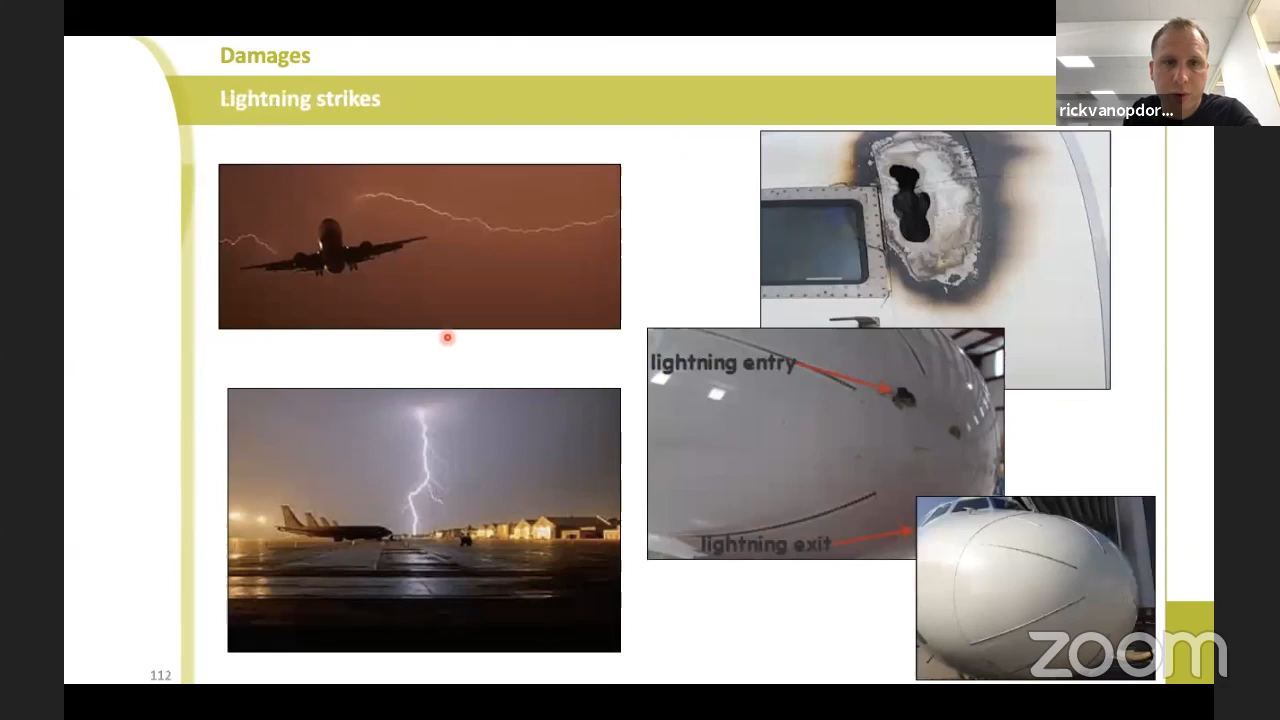 Damages
Lightning strikes
rickvanopdor...
lightning entry
lightning exit
112
zoom